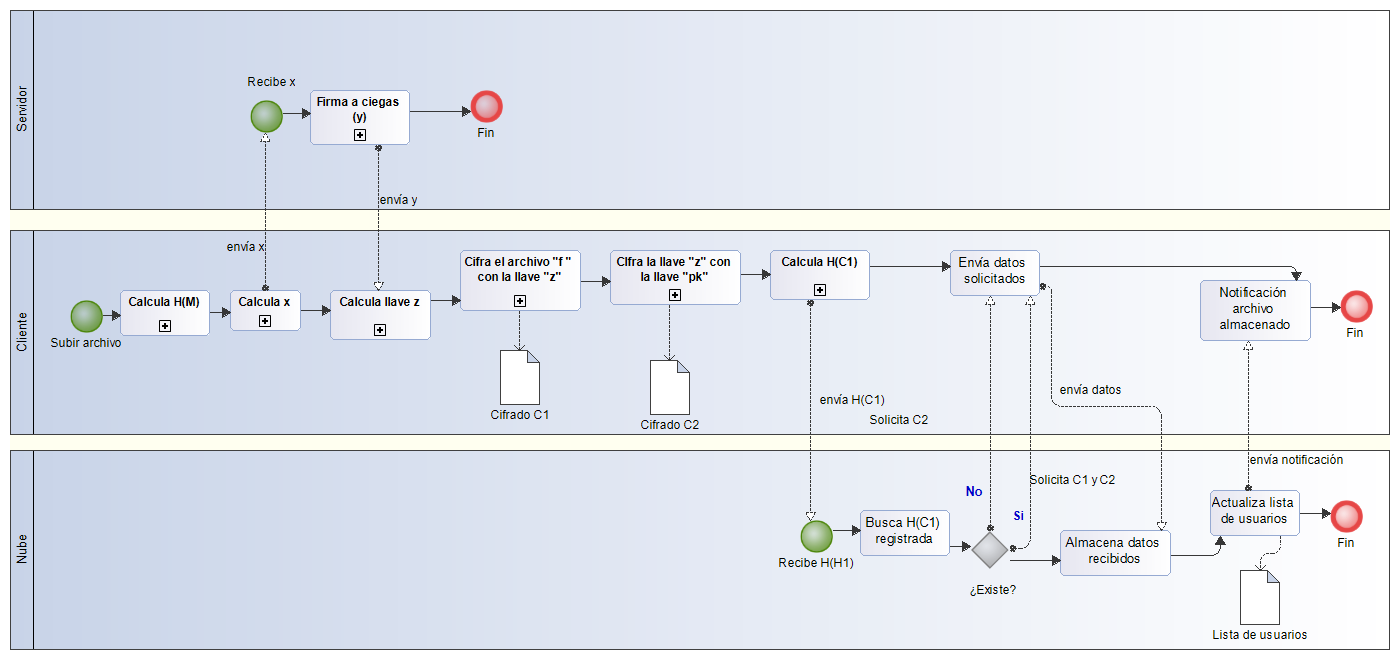 Servidor
Recibe x
Firma a ciegas
(y)
Fin
envía y
Cliente
envía x
Subir archivo
Calcula H(M)
Calcula x
Calcula llave z
Cifra el archivo "f "
con la llave "z"
Cifrado C1
CIfra la llave "z" con
la llave "pk"
Cifrado C2
Calcula H(C1)
Envía datos
solicitados
Notificación
archivo
almacenado
Fin
envía H(C1)
Solicita C2
envía datos
Nube
envía notificación
Solicita C1 y C2
No
Si
Recibe H(H1)
Busca H(C1)
registrada
¿Existe?
Almacena datos
recibidos
Actualiza lista
de usuarios
Fin
Lista de usuarios